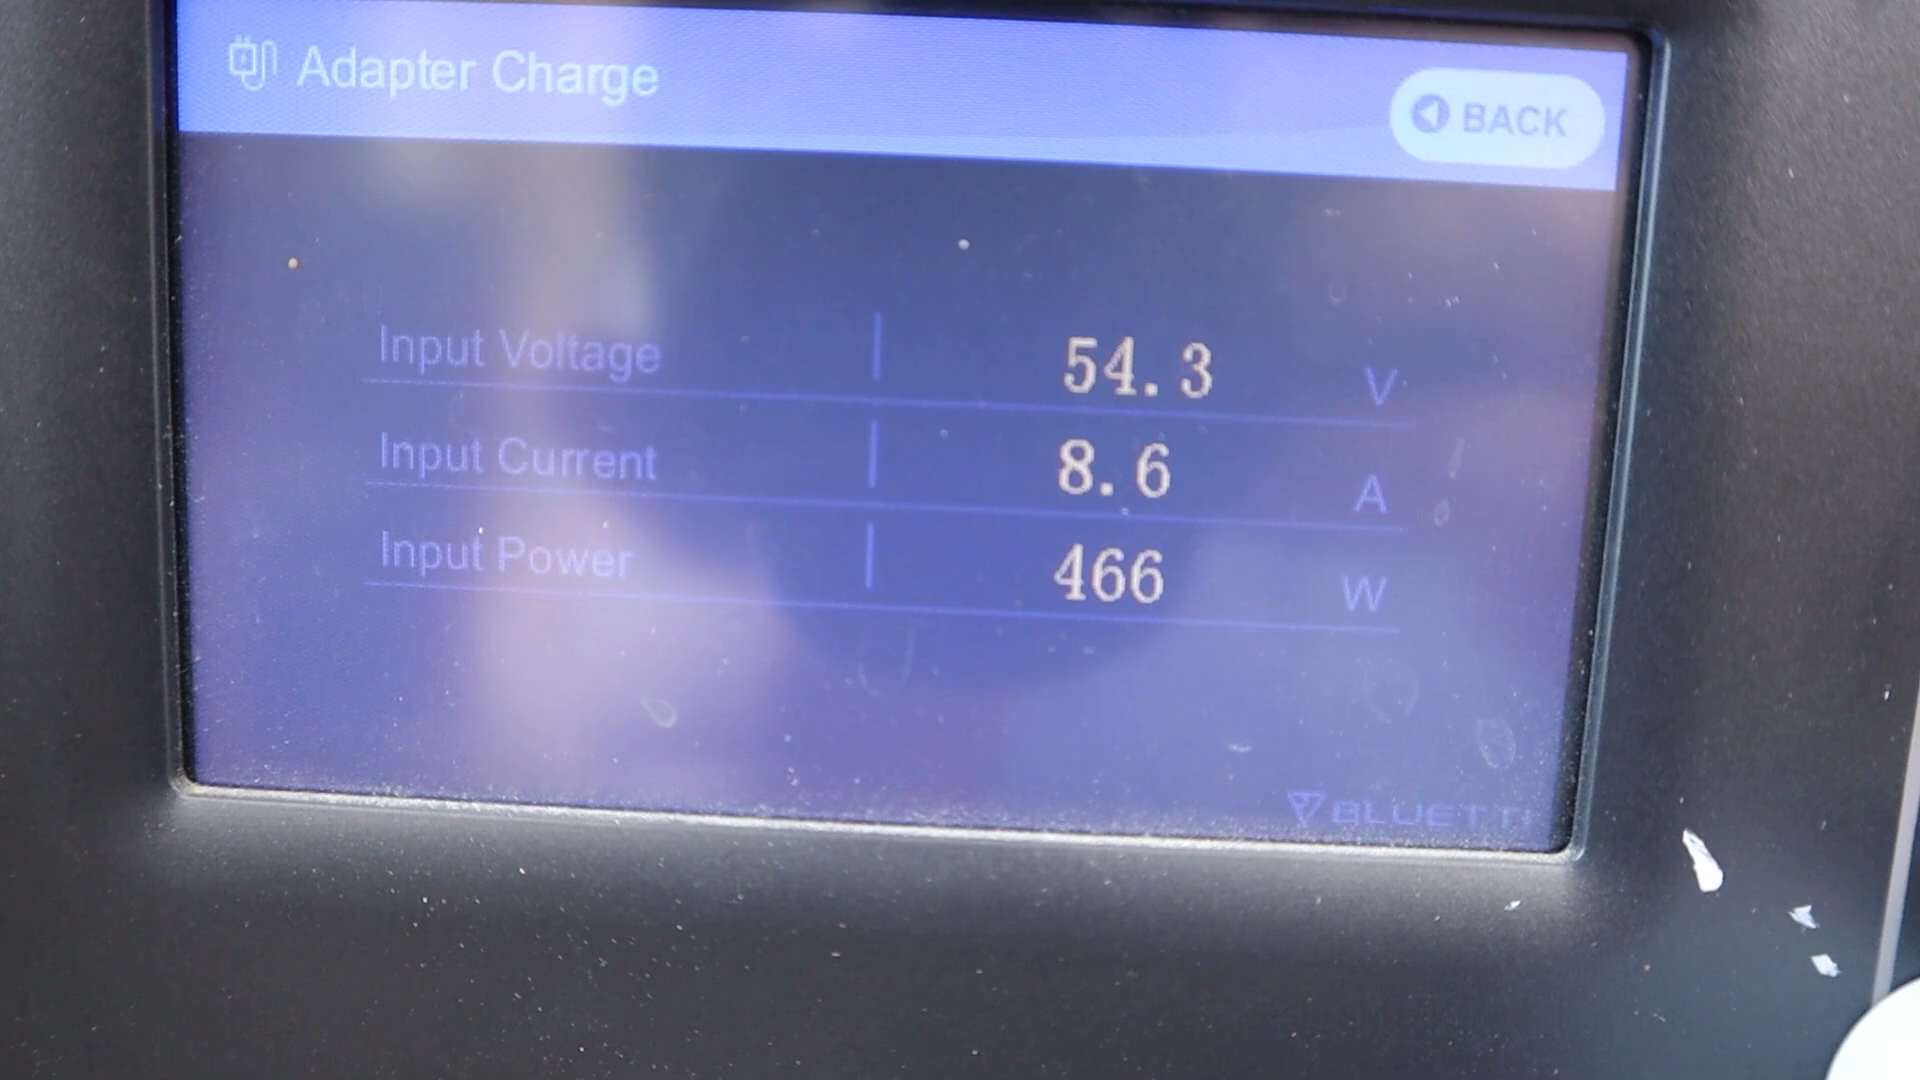 Adapter Charge
BACK
Input Voltage 54.3 V
Input Current 8.6 A
Input Power 466 W
BLUETTI